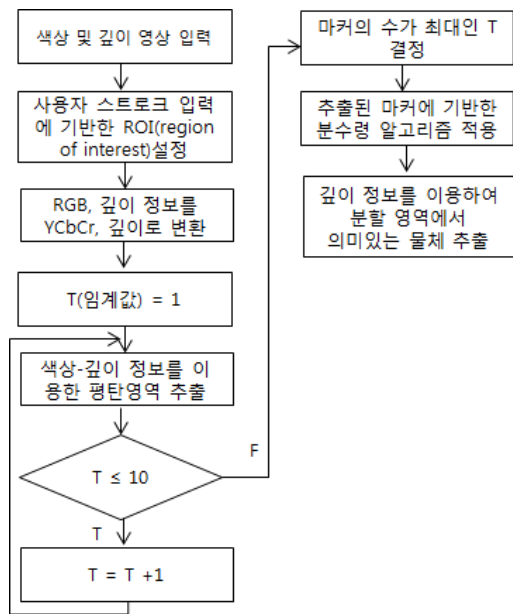 색상 및 깊이 영상 입력
사용자 스트로크 입력
에 기반한 ROI(region
of interest)설정
RGB, 깊이 정보를
YCbCr, 깊이로 변환
T(임계값) = 1
색상-깊이 정보를 이
용한 평탄영역 추출
T ≤ 10
F
T
T = T +1
마커의 수가 최대인 T
결정
추출된 마커에 기반한
분수령 알고리즘 적용
깊이 정보를 이용하여
분할 영역에서
의미있는 물체 추출